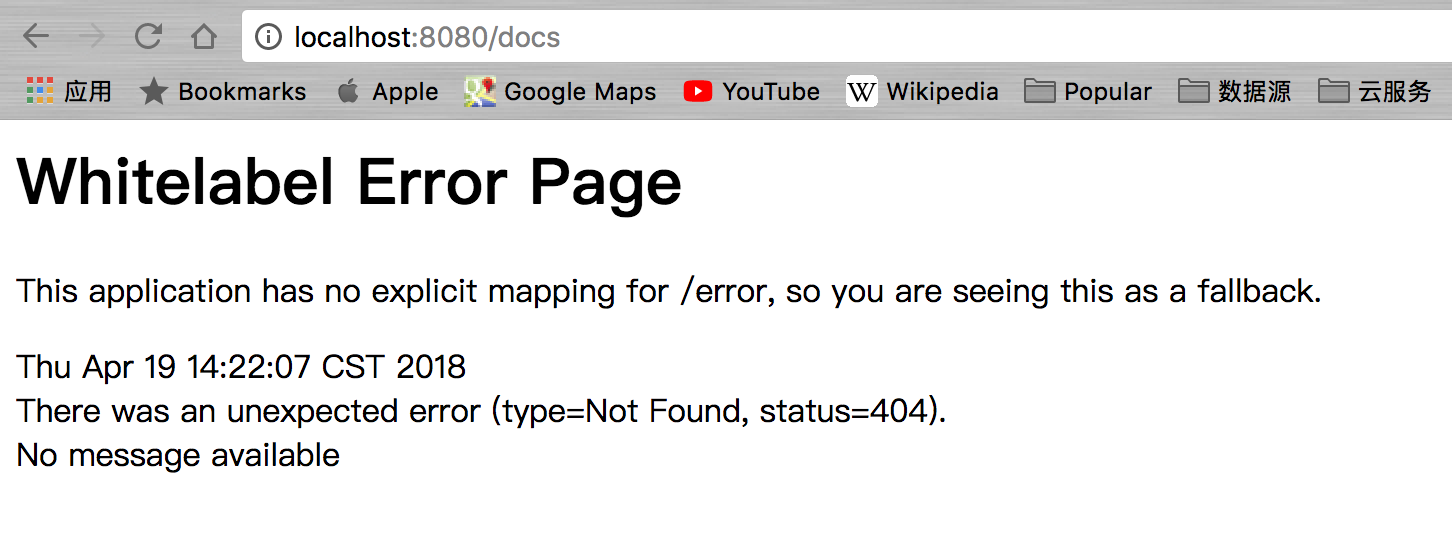 localhost:8080/docs
应用 Bookmarks Apple Google Maps YouTube W Wikipedia Popular 数据源 云服务
Whitelabel Error Page
This application has no explicit mapping for /error, so you are seeing this as a fallback.
Thu Apr 19 14:22:07 CST 2018
There was an unexpected error (type=Not Found, status=404).
No message available